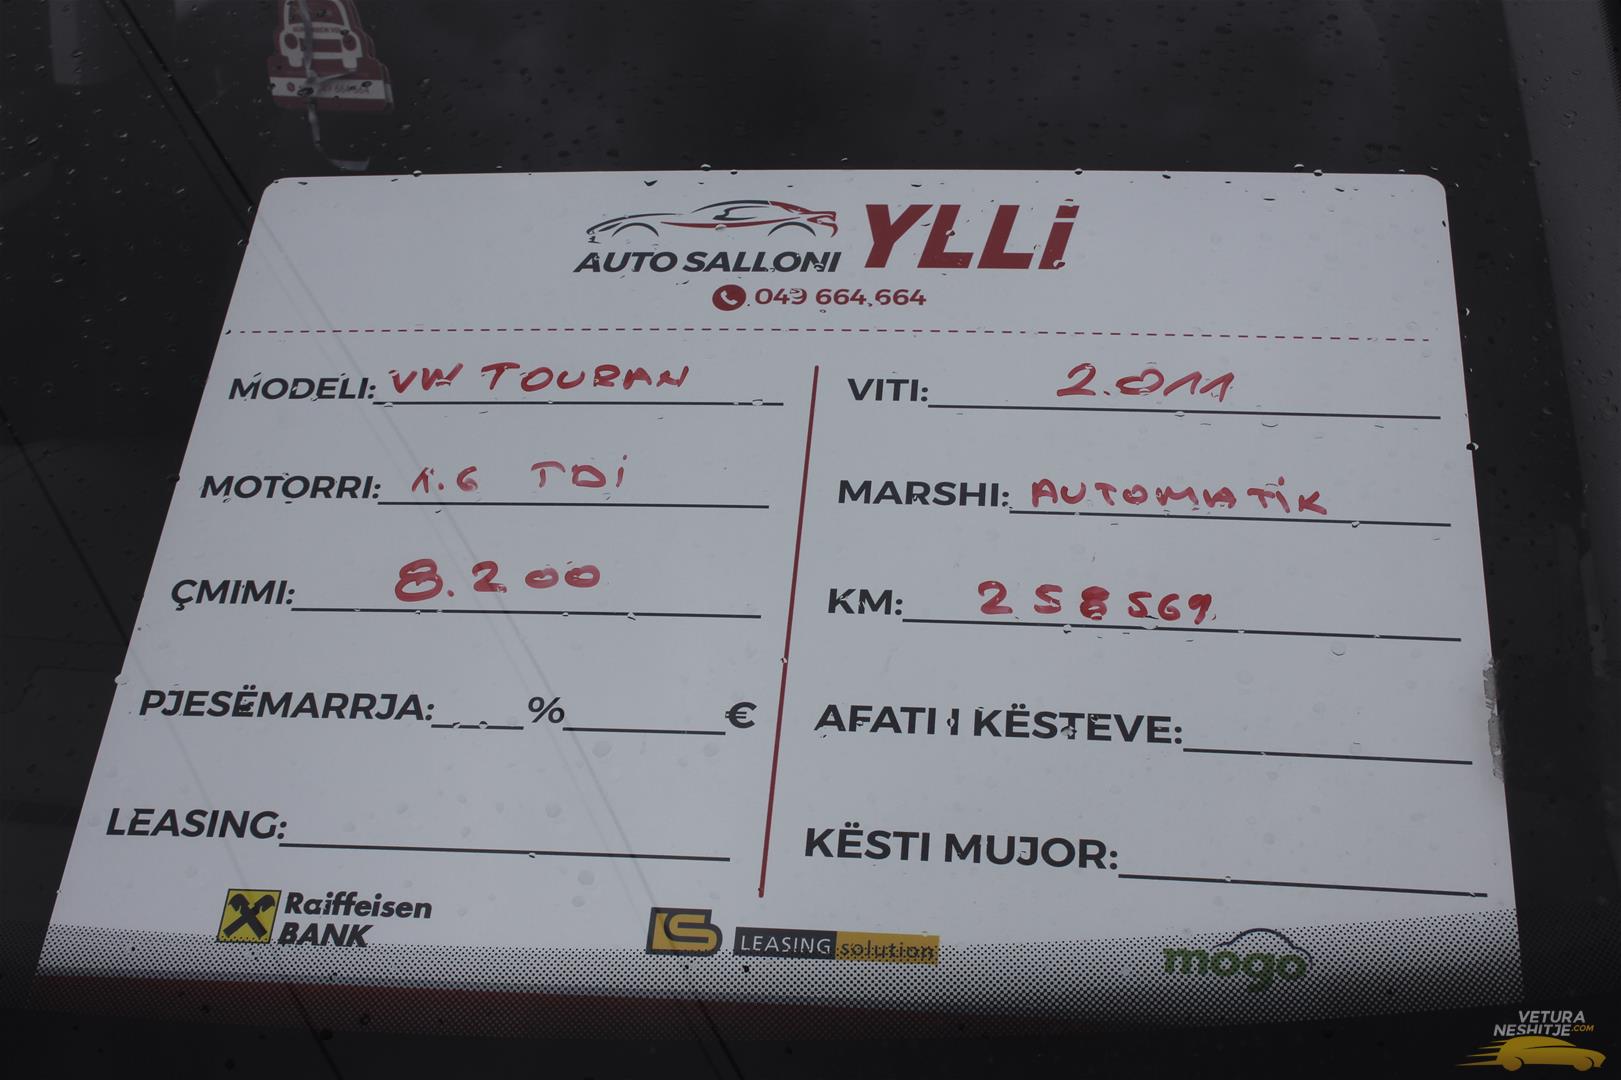 AUTO SALLONI YLLi
049 664 664
MODELI: VW TOURAN
VITI: 2.011
MOTORRI: 1.6 TDi
MARSHI: AUTOMATiK
ÇMIMI: 8.200
KM: 258569
PJESËMARRJA:____%______€
AFATI I KËSTEVE:
LEASING:
KËSTI MUJOR:
Raiffeisen
BANK
LS LEASING solution
mogo
VETURA
NESHITJE.COM